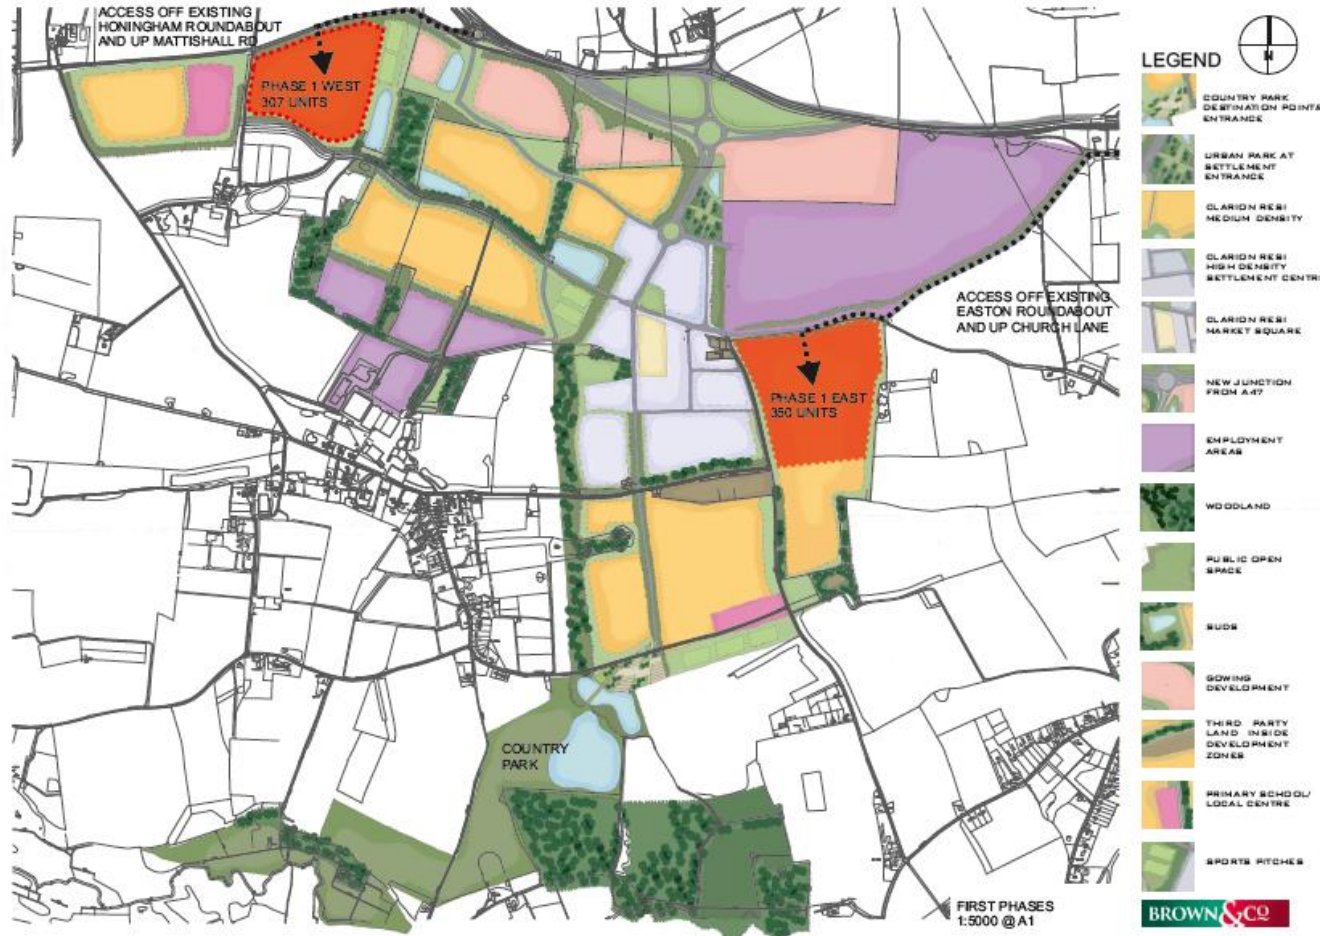 ACCESS OFF EXISTING
HONINGHAM ROUNDABOUT
AND UP MATTISHALL RD
PHASE 1 WEST
307 UNITS
ACCESS OFF EXISTING
EASTON ROUNDABOUT
AND UP CHURCH LANE
PHASE 1 EAST
350 UNITS
COUNTRY
PARK
FIRST PHASES
1:5000 @ A1
LEGEND
N
COUNTRY PARK
DESTINATION POINT&
ENTRANCE
URBAN PARK AT
SETTLEMENT
ENTRANCE
CLARION RESI
MEDIUM DENSITY
CLARION RESI
HIGH DENSITY
SETTLEMENT CENTR
CLARION RESI
MARKET SQUARE
NEW JUNCTION
FROM A47
EMPLOYMENT
AREAS
WOODLAND
PUBLIC OPEN
SPACE
SUDS
GOWING
DEVELOPMENT
THIRD PARTY
LAND INSIDE
DEVELOPMENT
ZONES
PRIMARY SCHOOL/
LOCAL CENTRE
SPORTS PITCHES
BROWN&CO